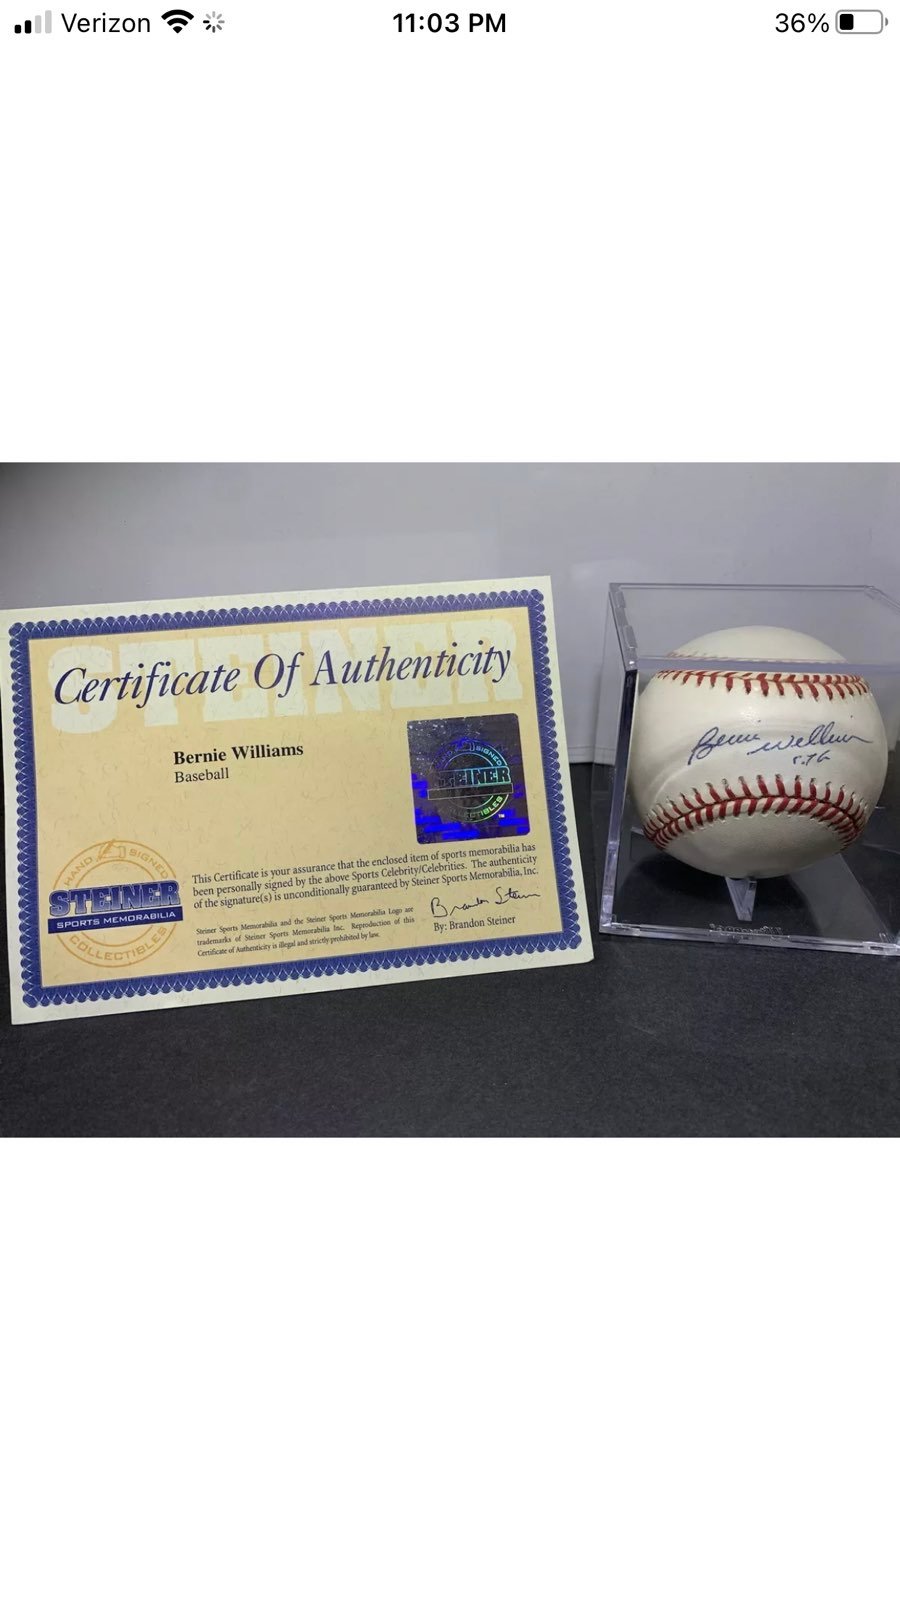 Verizon
11:03 PM
36%
STEINER
Certificate Of Authenticity
Bernie Williams
Baseball
SIGNED
STEINER
HAND SIGNED
STEINER
SPORTS MEMORABILIA
COLLECTIBLES
This Certificate is your assurance that the enclosed item of sports memorabilia has
been personally signed by the above Sports Celebrity/Celebrities. The authenticity
of the signature(s) is unconditionally guaranteed by Steiner Sports Memorabilia, Inc.
Steiner Sports Memorabilia and the Steiner Sports Memorabilia Logo are
trademarks of Steiner Sports Memorabilia Inc. Reproduction of this
Certificate of Authenticity is illegal and strictly prohibited by law.
Brandon Steiner
By: Brandon Steiner
Bernie Williams